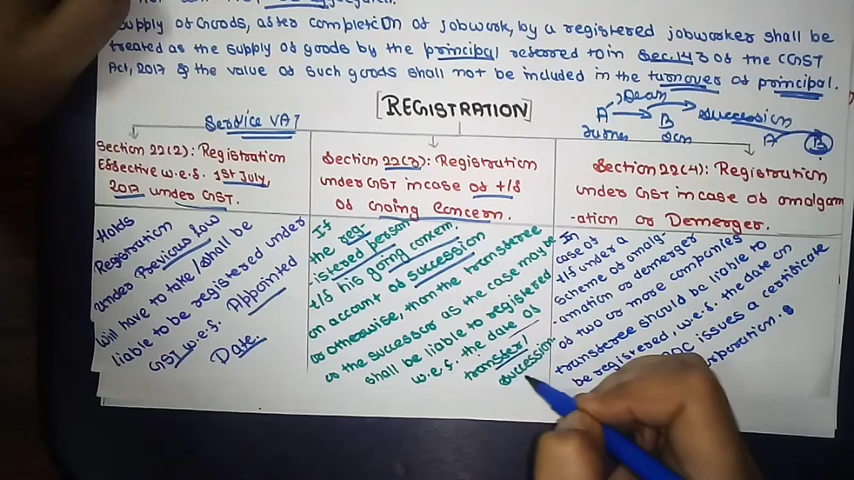 Supply of Goods, after completion of jobwork, by a registered jobworker shall be
treated as the supply of goods by the principal referred to in Sec.143 of the CGST
Act, 2017 & the value of such goods shall not be included in the turnover of principal.
REGISTRATION
Service VAT
A Dean B succession
A B
Section 22(2): Registration
Effective w.e.f. 1st July,
2017 under GST.
Section 22(3): Registration
under GST in case of t/f
of Going Concern.
Section 22(4): Registration
under GST in case of amalgam
-ation or Demerger.
Holds
Registration
under Previous law
will have to take/shall be
liable to be registered under
GST w.e.f. Appointed
Date.
If
the reg-
-istered person
t/f his going concern
on account of succession
or otherwise, than the transferee
or the successor as the case may be
shall be liable to registered
w.e.f. the date of
transfer/
succession.
In
case of
t/f under a
Scheme of amalg-
-amation or demerger
of two or more companies
transferee should be liable to
be registered, w.e.f. the date on
ROC issues a certificate
orporation.